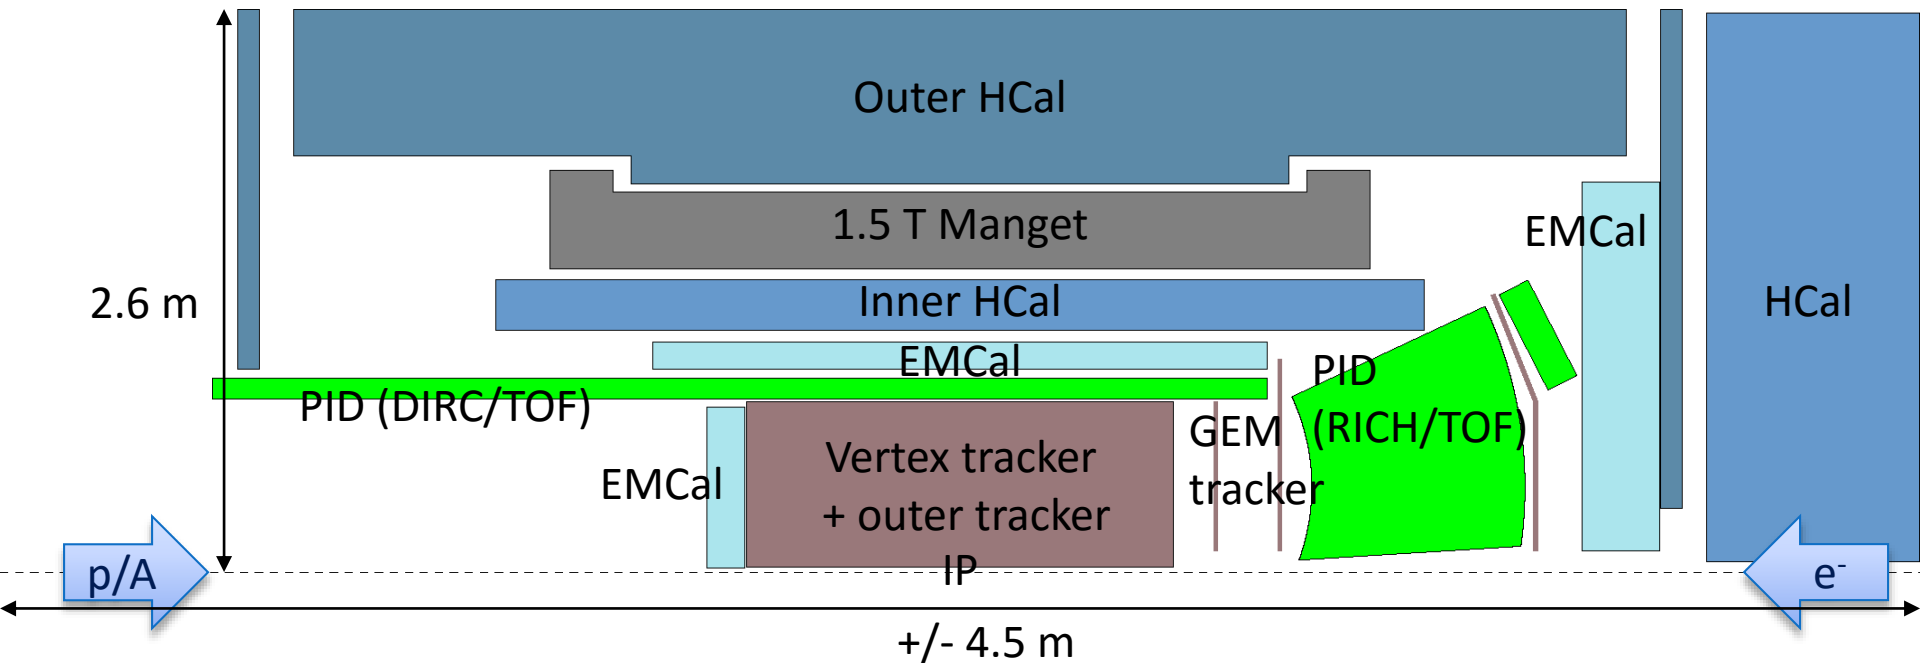 Outer HCal
1.5 T Manget
EMCal
2.6 m
Inner HCal
HCal
EMCal
PID
(RICH/TOF)
PID (DIRC/TOF)
GEM
tracker
Vertex tracker
+ outer tracker
EMCal
IP
p/A
e-
+/- 4.5 m